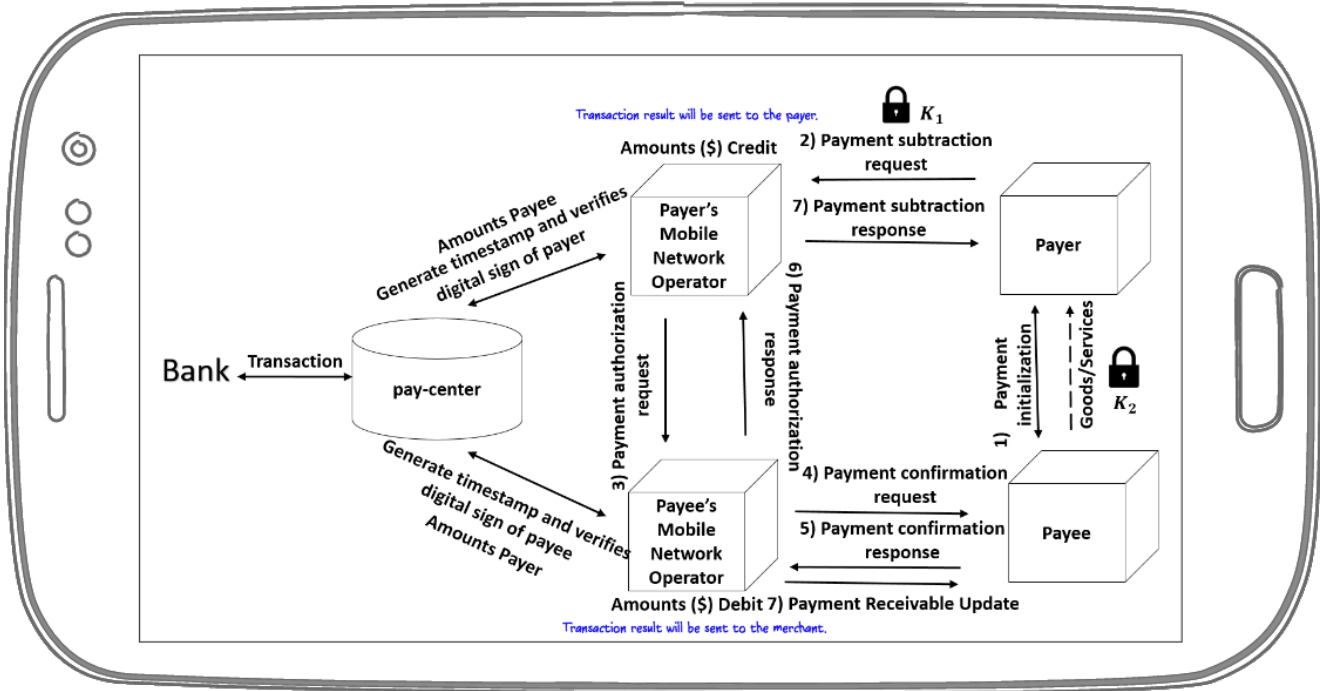 Transaction result will be sent to the payer.
K₁
Amounts ($) Credit
2) Payment subtraction
request
Payer's
Mobile
Network
Operator
7) Payment subtraction
response
Payer
Amounts Payee
Generate timestamp and verifies
digital sign of payer
3) Payment authorization
request
6) Payment authorization
response
1) Payment
initialization
Goods/Services
K₂
Bank
Transaction
pay-center
Generate timestamp and verifies
digital sign of payee
Amounts Payer
Payee's
Mobile
Network
Operator
4) Payment confirmation
request
5) Payment confirmation
response
Payee
Amounts ($) Debit 7) Payment Receivable Update
Transaction result will be sent to the merchant.